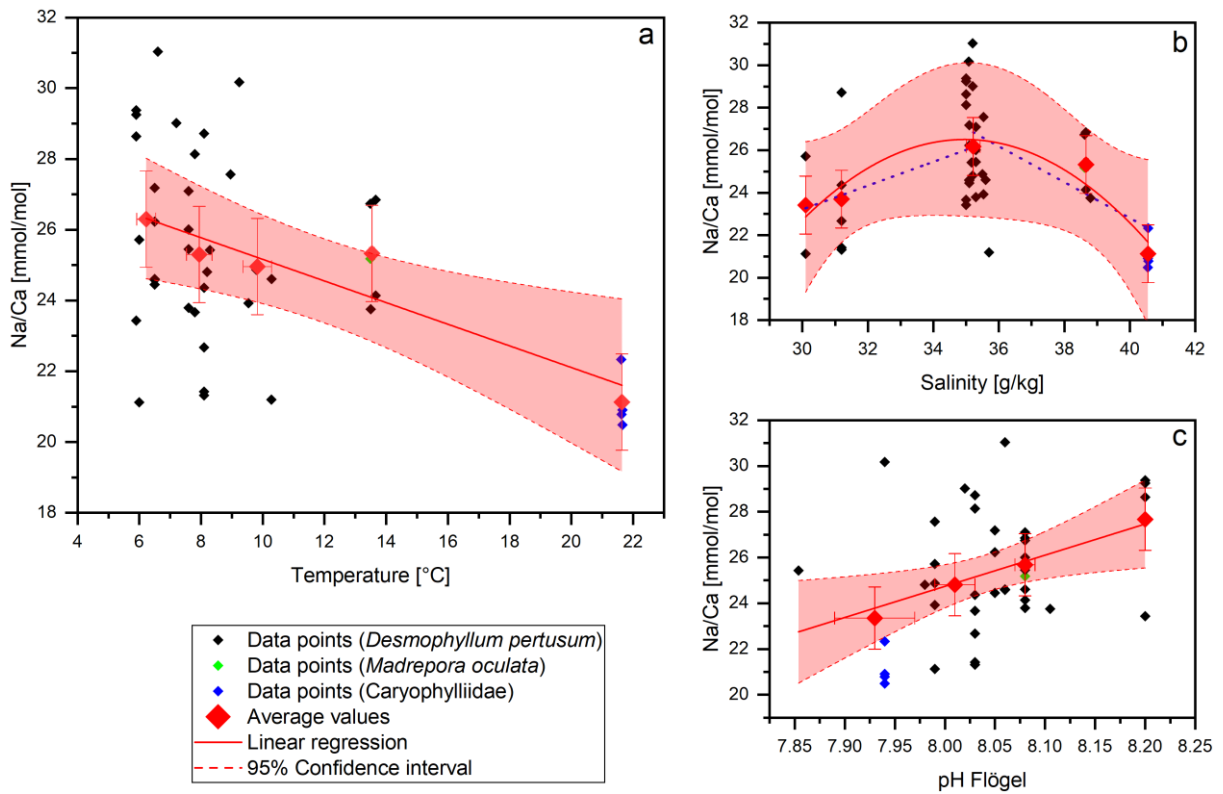 a
32
30
28
26
24
22
20
18
Na/Ca [mmol/mol]
4 6 8 10 12 14 16 18 20 22
Temperature [°C]
b
32
30
28
26
24
22
20
18
Na/Ca [mmol/mol]
30 32 34 36 38 40 42
Salinity [g/kg]
c
32
30
28
26
24
22
20
Na/Ca [mmol/mol]
7.85 7.90 7.95 8.00 8.05 8.10 8.15 8.20 8.25
pH Flögel
Data points (Desmophyllum pertusum)
Data points (Madrepora oculata)
Data points (Caryophylliidae)
Average values
Linear regression
95% Confidence interval